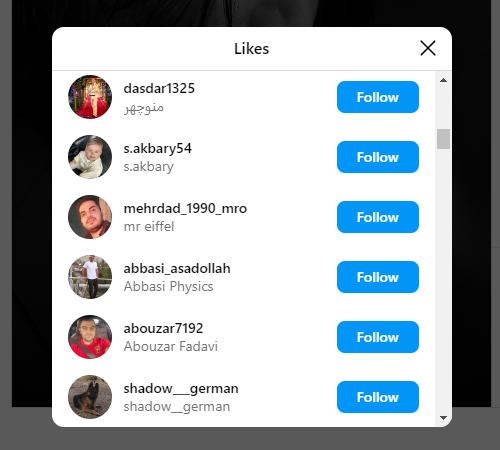 Likes
dasdar1325
Follow
منوچهر
s.akbary54
Follow
s.akbary
mehrdad_1990_mro
Follow
mr eiffel
abbasi_asadollah
Follow
Abbasi Physics
abouzar7192
Follow
Abouzar Fadavi
shadow___german
Follow
shadow__german